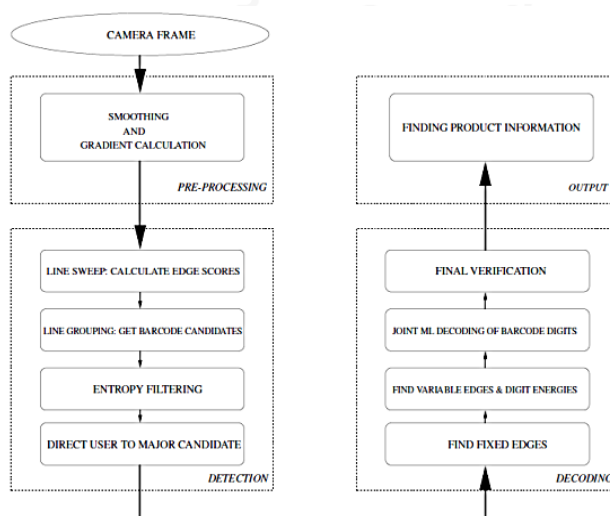 CAMERA FRAME
SMOOTHING
AND
GRADIENT CALCULATION
PRE-PROCESSING
LINE SWEEP: CALCULATE EDGE SCORES
LINE GROUPING: GET BARCODE CANDIDATES
ENTROPY FILTERING
DIRECT USER TO MAJOR CANDIDATE
DETECTION
FINDING PRODUCT INFORMATION
OUTPUT
FINAL VERIFICATION
JOINT ML DECODING OF BARCODE DIGITS
FIND VARIABLE EDGES & DIGIT ENERGIES
FIND FIXED EDGES
DECODING